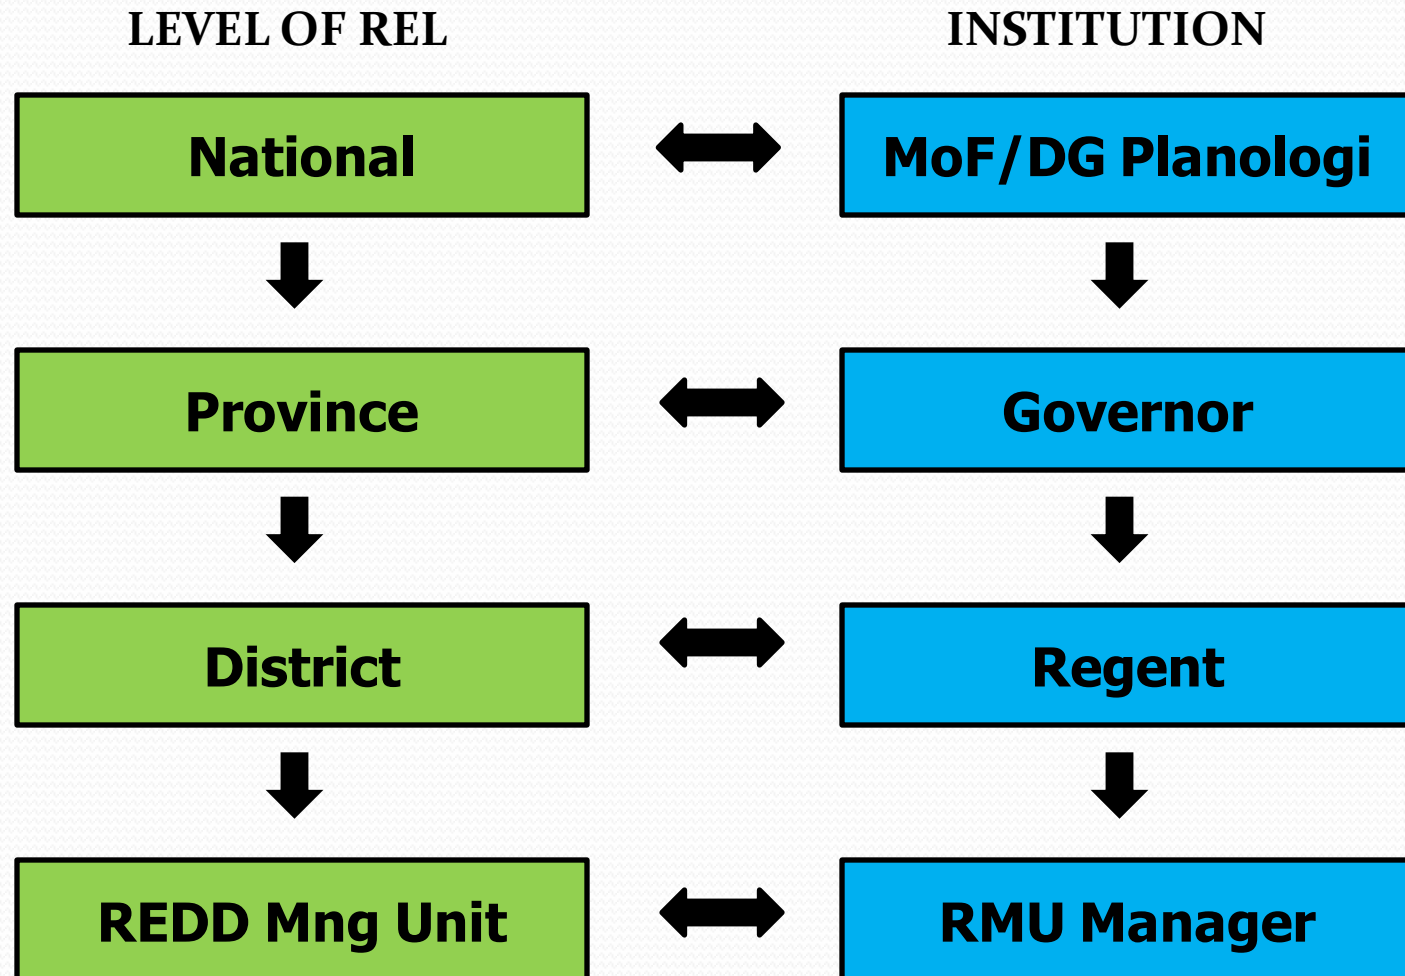 LEVEL OF REL
INSTITUTION
National
MoF/DG Planologi
Province
Governor
District
Regent
REDD Mng Unit
RMU Manager